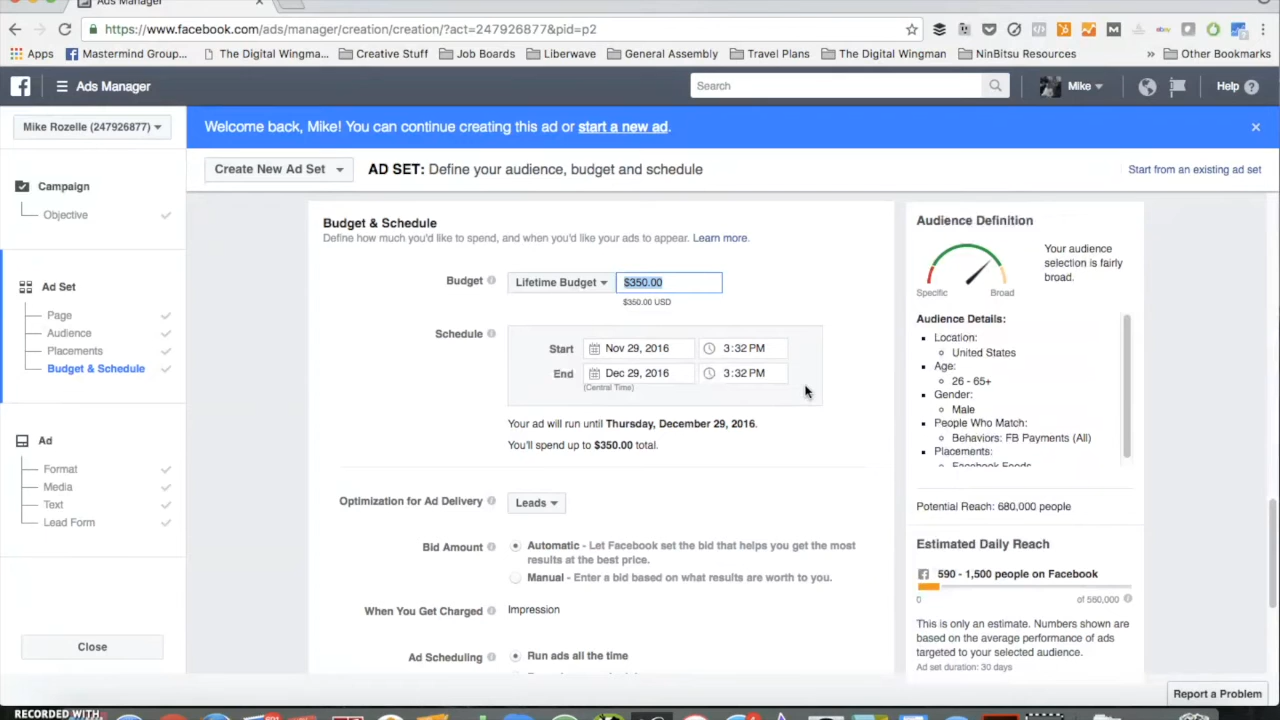 Ads Manager
https://www.facebook.com/ads/manager/creation/creation/?act=247926877&pid=p2
Apps
Mastermind Group...
The Digital Wingma...
Creative Stuff
Job Boards
Liberwave
General Assembly
Travel Plans
The Digital Wingman
NinBitsu Resources
»
Other Bookmarks
Ads Manager
Search
Mike
Help
Mike Rozelle (247926877)
Welcome back, Mike! You can continue creating this ad or start a new ad.
Create New Ad Set
AD SET: Define your audience, budget and schedule
Start from an existing ad set
Campaign
Objective
Ad Set
Page
Audience
Placements
Budget & Schedule
Ad
Format
Media
Text
Lead Form
Close
Budget & Schedule
Define how much you'd like to spend, and when you'd like your ads to appear. Learn more.
Budget
Lifetime Budget
$350.00
$350.00 USD
Schedule
Start
Nov 29, 2016
3:32PM
End
Dec 29, 2016
3:32PM
(Central Time)
Your ad will run until Thursday, December 29, 2016.
You'll spend up to $350.00 total.
Optimization for Ad Delivery
Leads
Bid Amount
Automatic - Let Facebook set the bid that helps you get the most
results at the best price.
Manual - Enter a bid based on what results are worth to you.
When You Get Charged
Impression
Ad Scheduling
Run ads all the time
Audience Definition
Your audience
selection is fairly
broad.
Specific
Broad
Audience Details:
Location:
United States
Age:
26 - 65+
Gender:
Male
People Who Match:
Behaviors: FB Payments (All)
Placements:
Facebook Feeds
Potential Reach: 680,000 people
Estimated Daily Reach
590 - 1,500 people on Facebook
0
of 560,000
This is only an estimate. Numbers shown are
based on the average performance of ads
targeted to your selected audience.
Ad set duration: 30 days
Report a Problem
RECORDED WITH